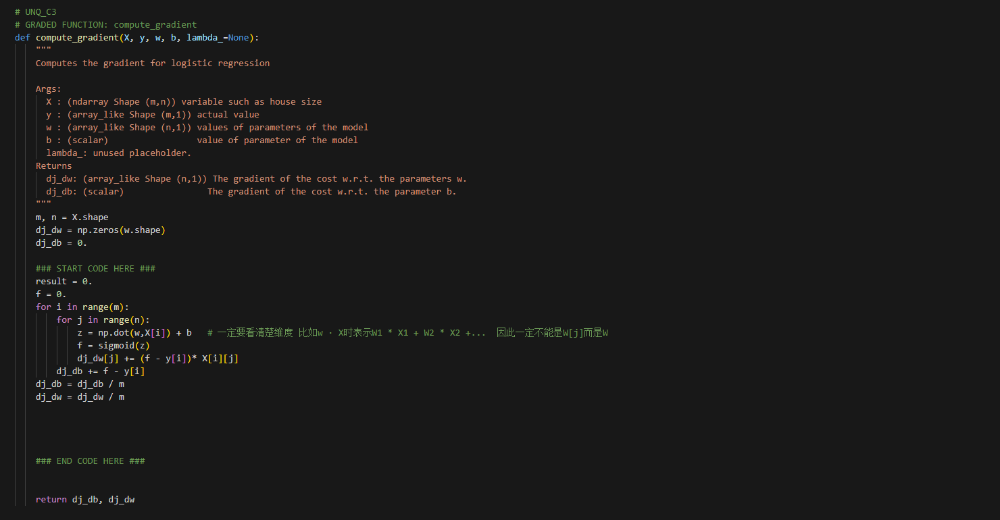 # UNQ_C3
# GRADED FUNCTION: compute_gradient
def compute_gradient(X, y, w, b, lambda_=None):
    """
    Computes the gradient for logistic regression
    Args:
      X : (ndarray Shape (m,n)) variable such as house size
      y : (array_like Shape (m,1)) actual value
      w : (array_like Shape (n,1)) values of parameters of the model
      b : (scalar)                 value of parameter of the model
      lambda_: unused placeholder.
    Returns
      dj_dw: (array_like Shape (n,1)) The gradient of the cost w.r.t. the parameters w.
      dj_db: (scalar)                The gradient of the cost w.r.t. the parameter b.
    """
    m, n = X.shape
    dj_dw = np.zeros(w.shape)
    dj_db = 0.
    ### START CODE HERE ###
    result = 0.
    f = 0.
    for i in range(m):
        for j in range(n):
            z = np.dot(w,X[i]) + b   # 一定要看清楚维度 比如w · X时表示W1 * X1 + W2 * X2 +...  因此一定不能是W[j]而是W
            f = sigmoid(z)
            dj_dw[j] += (f - y[i])* X[i][j]
        dj_db += f - y[i]
    dj_db = dj_db / m
    dj_dw = dj_dw / m
    ### END CODE HERE ###
    return dj_db, dj_dw